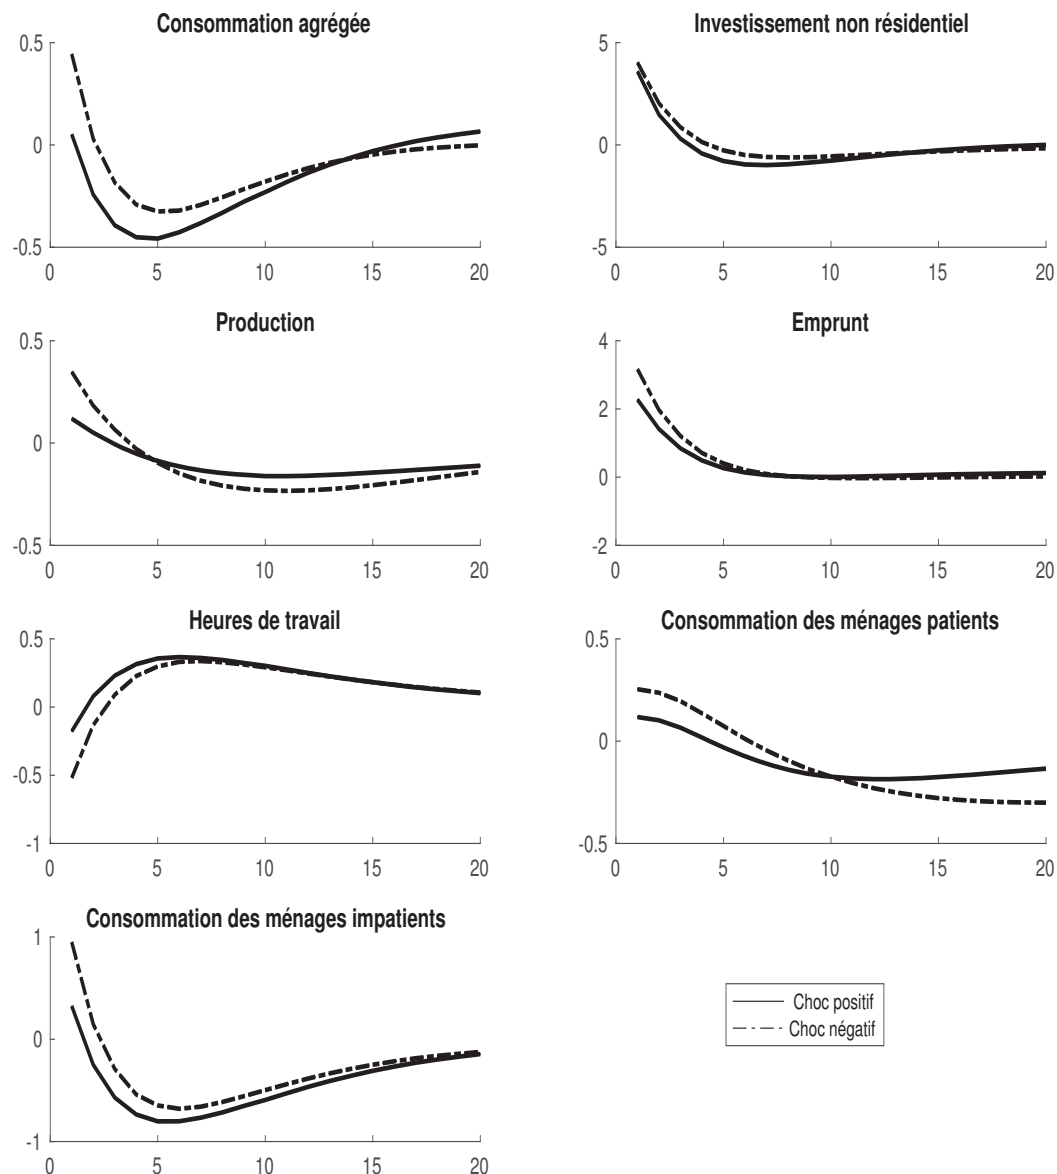 Consommation agrégée
0.5
0
-0.5
0 5 10 15 20
Investissement non résidentiel
5
0
-5
0 5 10 15 20
Production
0.5
0
-0.5
0 5 10 15 20
Emprunt
4
2
0
-2
0 5 10 15 20
Heures de travail
0.5
0
-0.5
-1
0 5 10 15 20
Consommation des ménages patients
0.5
0
-0.5
0 5 10 15 20
Consommation des ménages impatients
1
0
-1
0 5 10 15 20
Choc positif
Choc négatif